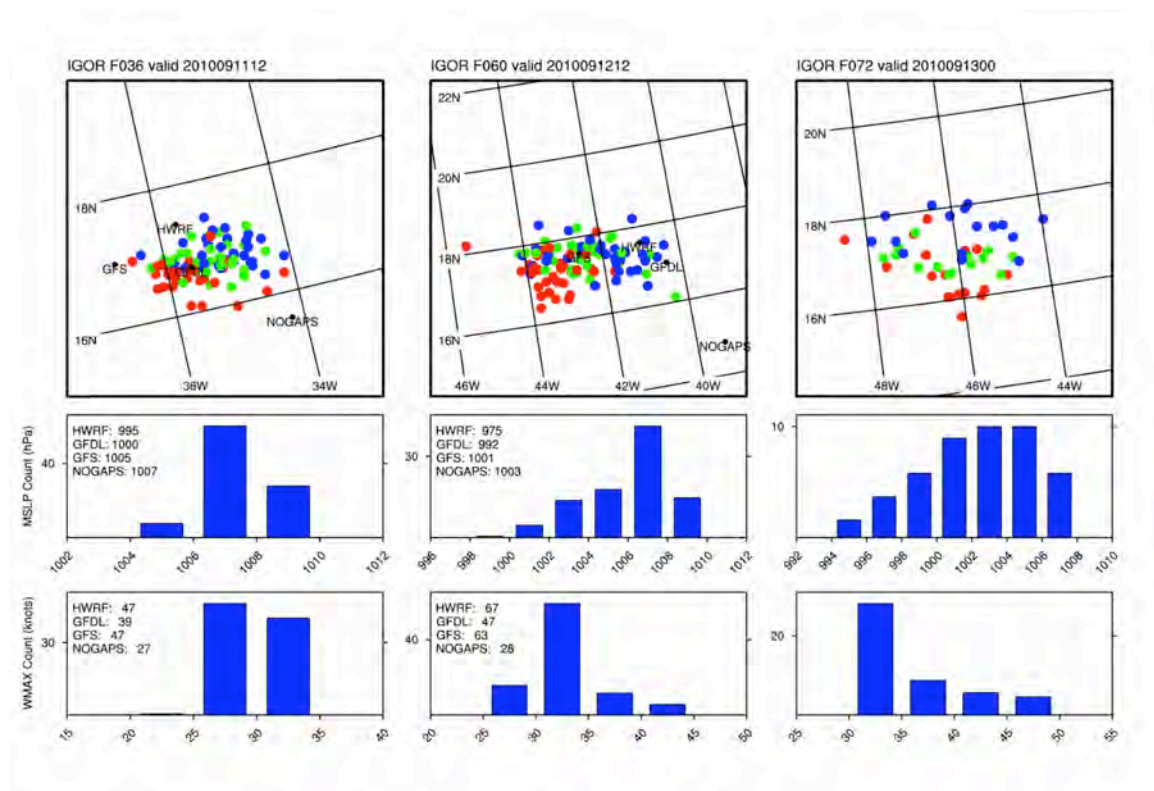 IGOR F036 valid 2010091112
IGOR F060 valid 2010091212
IGOR F072 valid 2010091300
18N
HWRF
GFS
NOGAPS
16N
36W
34W
22N
20N
HWRF
GFS
18N
GFDL
16N
NOGAPS
46W
44W
42W
40W
20N
18N
16N
48W
46W
44W
MSLP Count (hPa)
HWRF: 995
GFDL: 1000
GFS: 1005
NOGAPS: 1007
40
1002
1004
1006
1008
1010
1012
HWRF: 975
GFDL: 992
GFS: 1001
NOGAPS: 1003
30
996
998
1000
1002
1004
1006
1008
1010
1012
10
992
994
996
998
1000
1002
1004
1006
1008
1010
WMAX Count (knots)
HWRF: 47
GFDL: 39
GFS: 47
NOGAPS: 27
30
15
20
25
30
35
40
HWRF: 67
GFDL: 47
GFS: 63
NOGAPS: 28
40
20
25
30
35
40
45
50
20
25
30
35
40
45
50
55